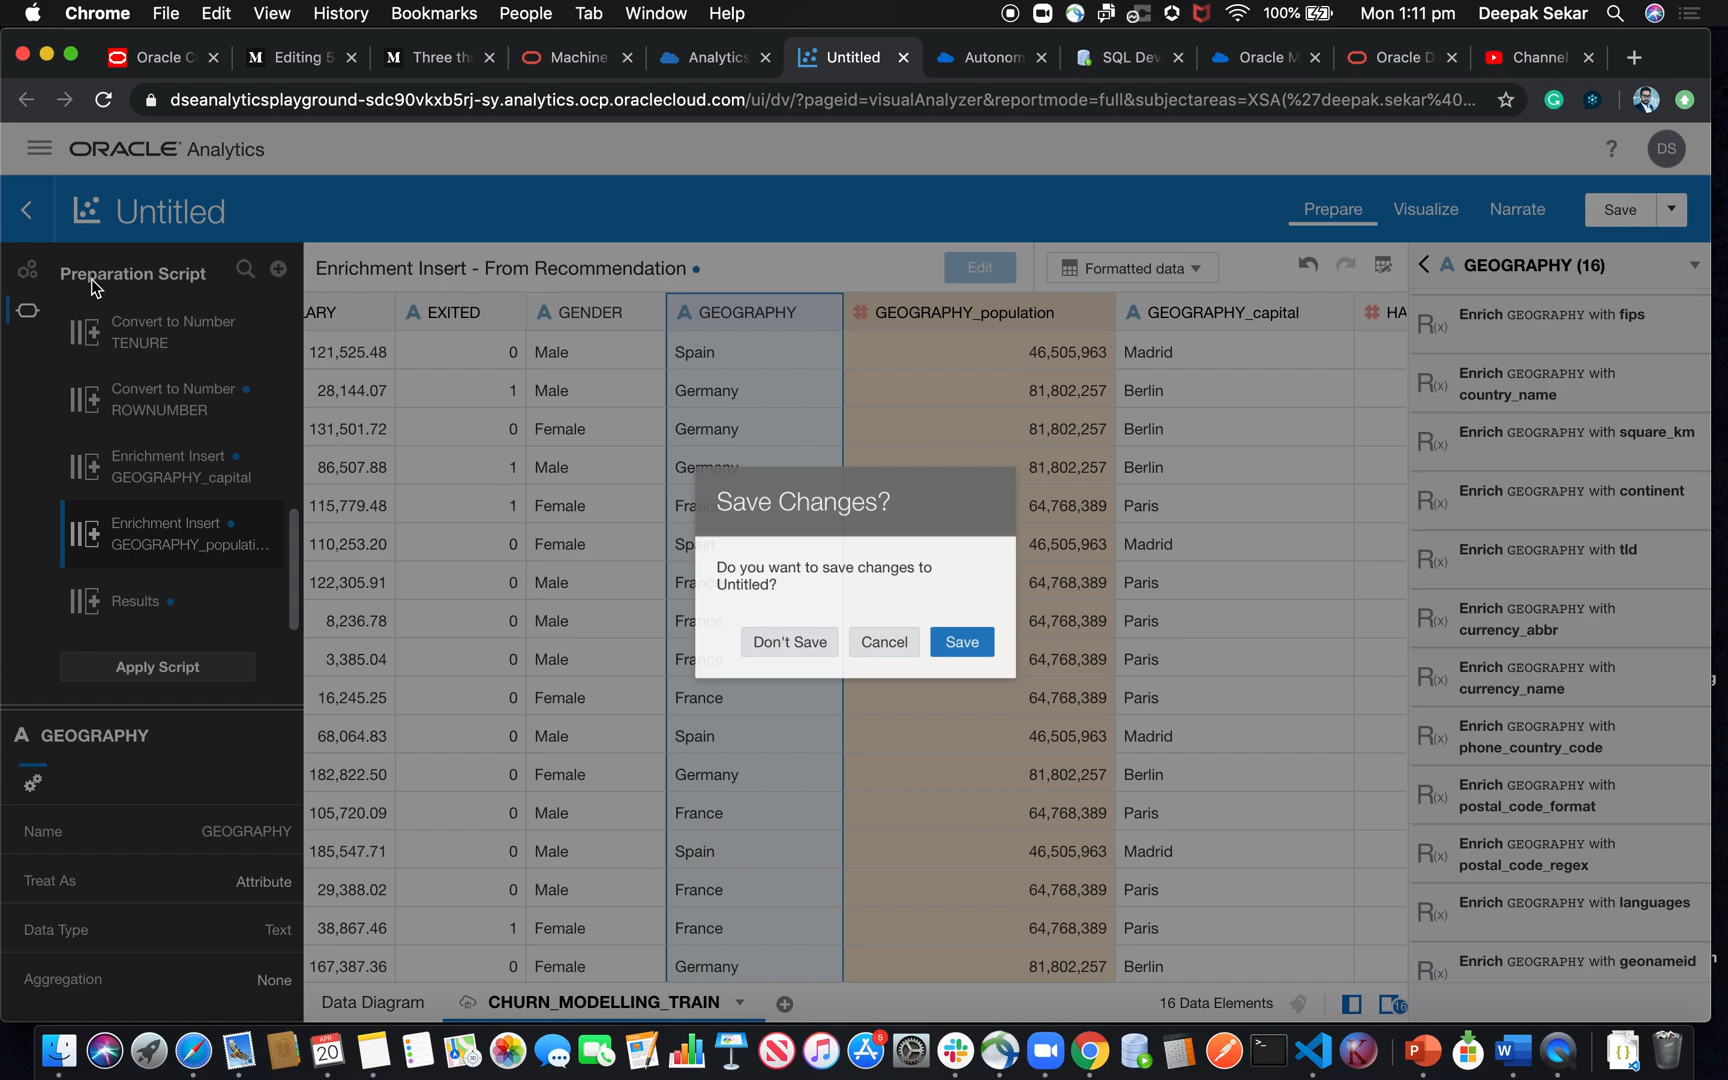 Chrome File Edit View History Bookmarks People Tab Window Help 100% Mon 1:11 pm Deepak Sekar
Oracle C Editing 5 Three thi Machine Analytics Untitled Autonom SQL Dev Oracle M Oracle D Channel
dseanalyticsplayground-sdc90vkxb5rj-sy.analytics.ocp.oraclecloud.com/ui/dv/?pageid=visualAnalyzer&reportmode=full&subjectareas=XSA(%27deepak.sekar%40...
ORACLE Analytics ? DS
Untitled Prepare Visualize Narrate Save
Preparation Script
Convert to Number
TENURE
Convert to Number
ROWNUMBER
Enrichment Insert
GEOGRAPHY_capital
Enrichment Insert
GEOGRAPHY_populati...
Results
Apply Script
A GEOGRAPHY
Name GEOGRAPHY
Treat As Attribute
Data Type Text
Aggregation None
Enrichment Insert - From Recommendation Edit Formatted data
.ARY A EXITED A GENDER A GEOGRAPHY # GEOGRAPHY_population A GEOGRAPHY_capital # HA
121,525.48 0 Male Spain 46,505,963 Madrid
28,144.07 1 Male Germany 81,802,257 Berlin
131,501.72 0 Female Germany 81,802,257 Berlin
86,507.88 1 Male Germany 81,802,257 Berlin
115,779.48 1 Female Fra 64,768,389 Paris
110,253.20 0 Female Spain 46,505,963 Madrid
122,305.91 0 Male Fra 64,768,389 Paris
8,236.78 0 Male France 64,768,389 Paris
3,385.04 0 Male France 64,768,389 Paris
16,245.25 0 Female France 64,768,389 Paris
68,064.83 0 Male Spain 46,505,963 Madrid
182,822.50 0 Female Germany 81,802,257 Berlin
105,720.09 0 Male France 64,768,389 Paris
185,547.71 0 Male Spain 46,505,963 Madrid
29,388.02 0 Male France 64,768,389 Paris
38,867.46 1 Female France 64,768,389 Paris
167,387.36 0 Female Germany 81,802,257 Berlin
Save Changes?
Do you want to save changes to
Untitled?
Don't Save Cancel Save
A GEOGRAPHY (16)
R(x) Enrich GEOGRAPHY with fips
R(x) Enrich GEOGRAPHY with
country_name
R(x) Enrich GEOGRAPHY with square_km
R(x) Enrich GEOGRAPHY with continent
R(x) Enrich GEOGRAPHY with tld
R(x) Enrich GEOGRAPHY with
currency_abbr
R(x) Enrich GEOGRAPHY with
currency_name
R(x) Enrich GEOGRAPHY with
phone_country_code
R(x) Enrich GEOGRAPHY with
postal_code_format
R(x) Enrich GEOGRAPHY with
postal_code_regex
R(x) Enrich GEOGRAPHY with languages
R(x) Enrich GEOGRAPHY with geonameid
Data Diagram CHURN_MODELLING_TRAIN 16 Data Elements 16
APR
20
5